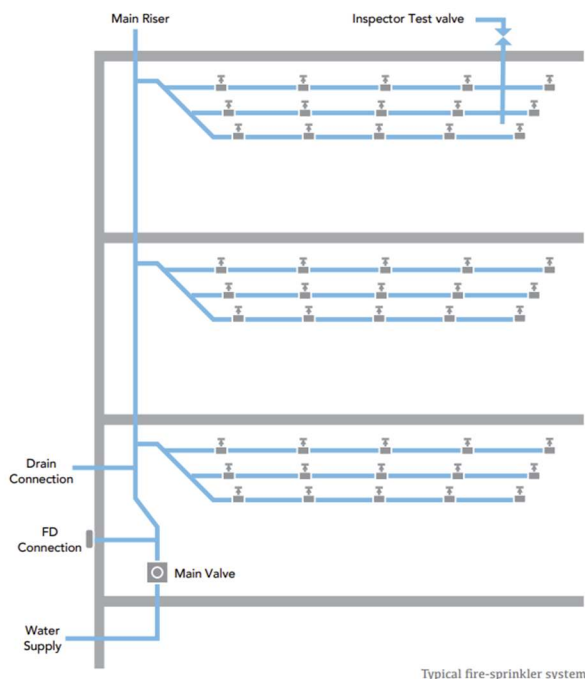 Main Riser
Inspector Test valve
Drain
Connection
FD
Connection
Main Valve
Water
Supply
Typical fire-sprinkler system